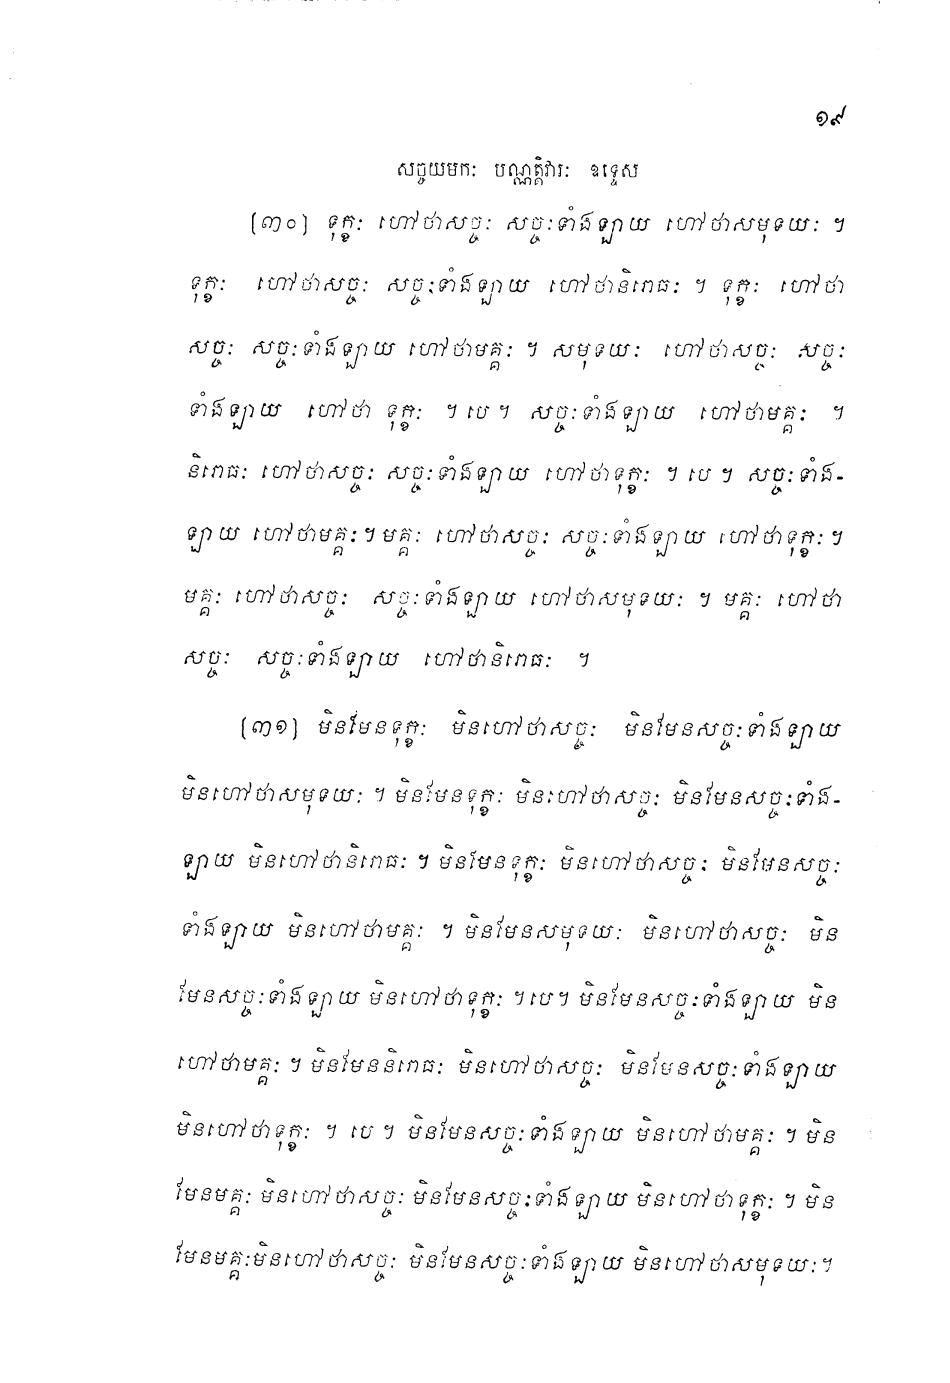 ១៩
សច្ចយមកៈ បណ្ណត្តិវារៈ ឧទ្ទេស
(៣០) ទុក្ខៈ ហៅថាសច្ចៈ សច្ចៈទាំងឡាយ ហៅថាសមុទយៈ ។
ទុក្ខៈ ហៅថាសច្ចៈ សច្ចៈទាំងឡាយ ហៅថានិរោធៈ ។ ទុក្ខៈ ហៅថា
សច្ចៈ សច្ចៈទាំងឡាយ ហៅថាមគ្គៈ ។ សមុទយៈ ហៅថាសច្ចៈ សច្ចៈ
ទាំងឡាយ ហៅថា ទុក្ខៈ ។ បេ ។ សច្ចៈទាំងឡាយ ហៅថាមគ្គៈ ។
និរោធៈ ហៅថាសច្ចៈ សច្ចៈទាំងឡាយ ហៅថាទុក្ខៈ ។ បេ ។ សច្ចៈទាំង-
ឡាយ ហៅថាមគ្គៈ ។ មគ្គៈ ហៅថាសច្ចៈ សច្ចៈទាំងឡាយ ហៅថាទុក្ខៈ ។
មគ្គៈ ហៅថាសច្ចៈ សច្ចៈទាំងឡាយ ហៅថាសមុទយៈ ។ មគ្គៈ ហៅថា
សច្ចៈ សច្ចៈទាំងឡាយ ហៅថានិរោធៈ ។
(៣១) មិនមែនទុក្ខៈ មិនហៅថាសច្ចៈ មិនមែនសច្ចៈទាំងឡាយ
មិនហៅថាសមុទយៈ ។ មិនមែនទុក្ខៈ មិនហៅថាសច្ចៈ មិនមែនសច្ចៈទាំង-
ឡាយ មិនហៅថានិរោធៈ ។ មិនមែនទុក្ខៈ មិនហៅថាសច្ចៈ មិនមែនសច្ចៈ
ទាំងឡាយ មិនហៅថាមគ្គៈ ។ មិនមែនសមុទយៈ មិនហៅថាសច្ចៈ មិន
មែនសច្ចៈទាំងឡាយ មិនហៅថាទុក្ខៈ ។ បេ ។ មិនមែនសច្ចៈទាំងឡាយ មិន
ហៅថាមគ្គៈ ។ មិនមែននិរោធៈ មិនហៅថាសច្ចៈ មិនមែនសច្ចៈទាំងឡាយ
មិនហៅថាទុក្ខៈ ។ បេ ។ មិនមែនសច្ចៈទាំងឡាយ មិនហៅថាមគ្គៈ ។ មិន
មែនមគ្គៈ មិនហៅថាសច្ចៈ មិនមែនសច្ចៈទាំងឡាយ មិនហៅថាទុក្ខៈ ។ មិន
មែនមគ្គៈមិនហៅថាសច្ចៈ មិនមែនសច្ចៈទាំងឡាយ មិនហៅថាសមុទយៈ។